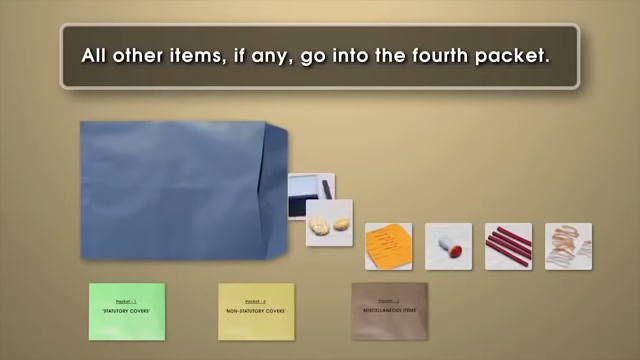 All other items, if any, go into the fourth packet.
Packet - 1
'STATUTORY COVERS'
Packet - 2
'NON-STATUTORY COVERS'
Packet - 3
'MISCELLANEOUS ITEMS'